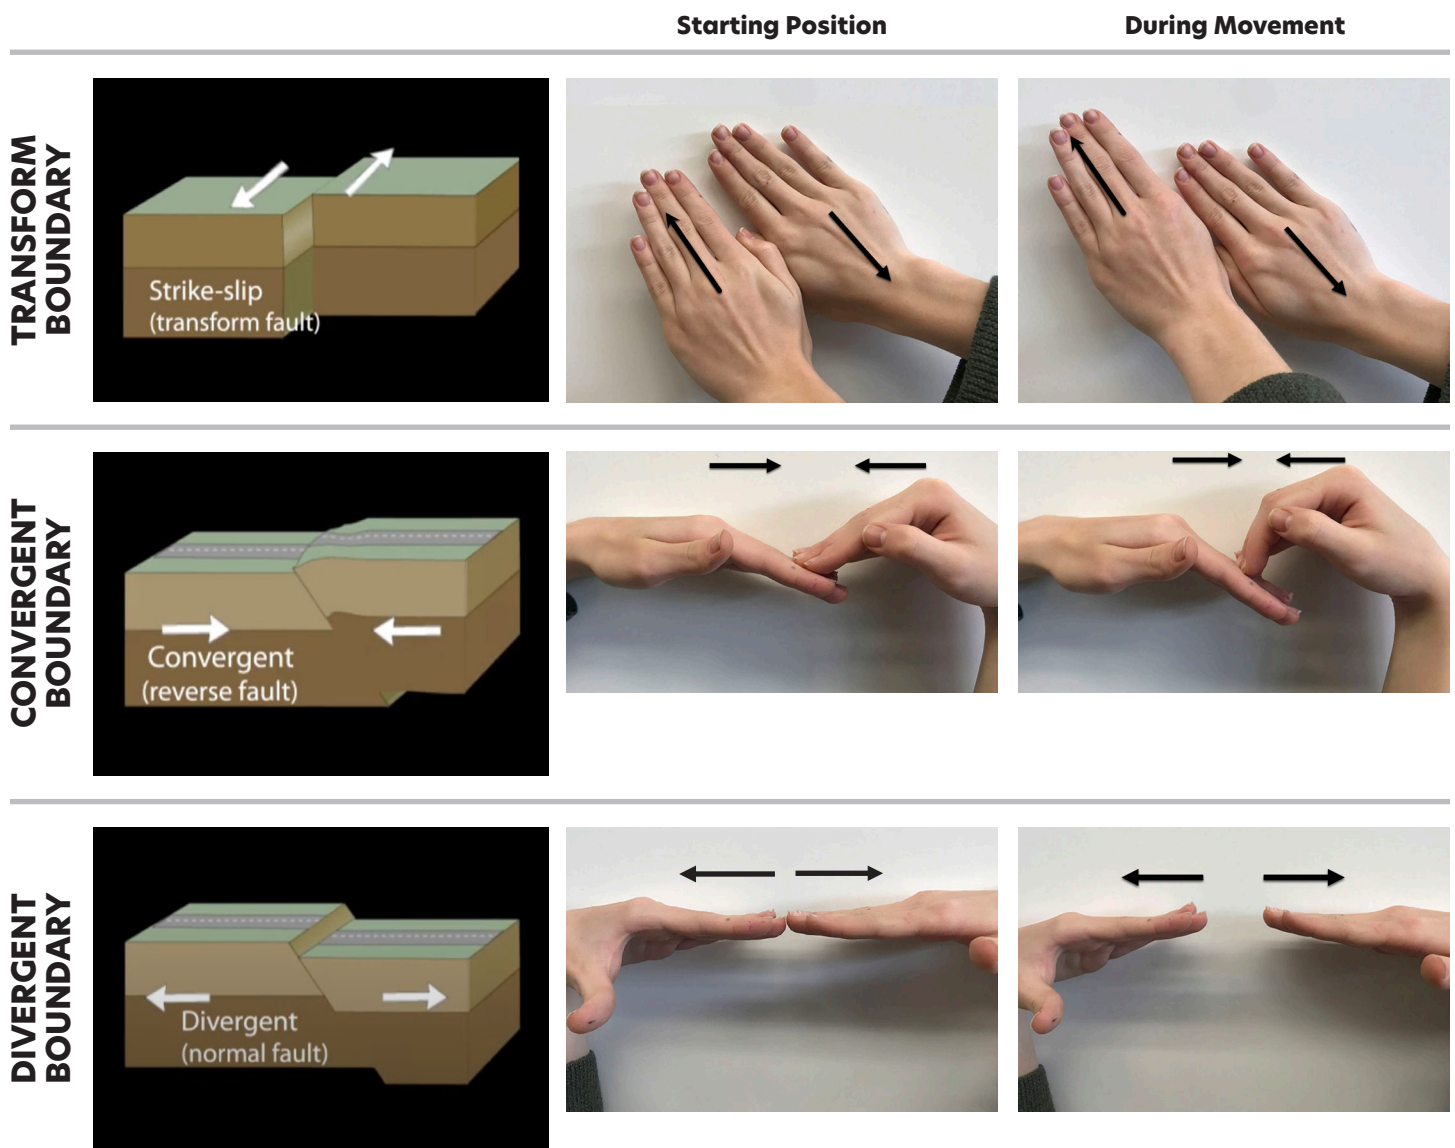 Starting Position
During Movement
TRANSFORM
BOUNDARY
Strike-slip
(transform fault)
CONVERGENT
BOUNDARY
Convergent
(reverse fault)
DIVERGENT
BOUNDARY
Divergent
(normal fault)